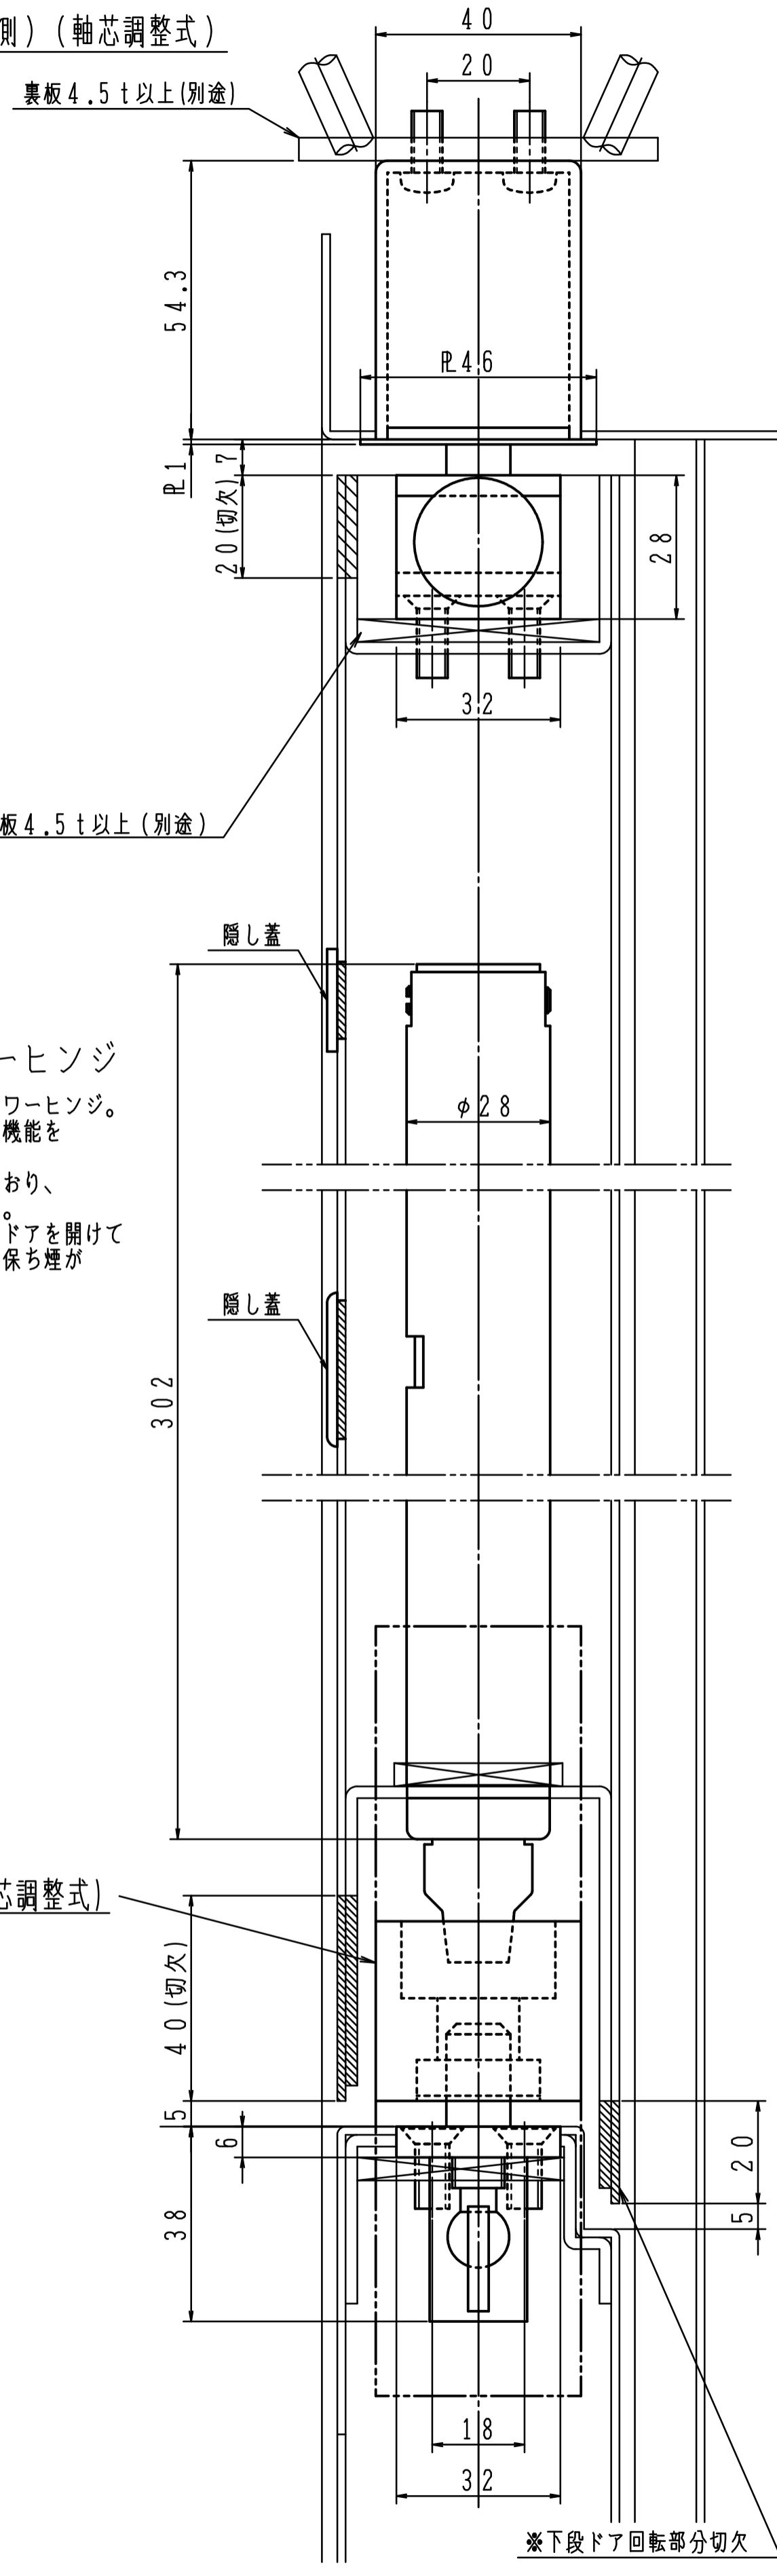 側)(軸芯調整式)
40
20
裏板4.5t以上(別途)
54.3
PL46
PL1
7
20(切欠)
28
32
板4.5t以上(別途)
隠し蓋
ーヒンジ
ワーヒンジ。
機能を
おり、
。
ドアを開けて
保ち煙が
φ28
隠し蓋
302
芯調整式)
40(切欠)
5
6
38
20
5
18
32
※下段ドア回転部分切欠